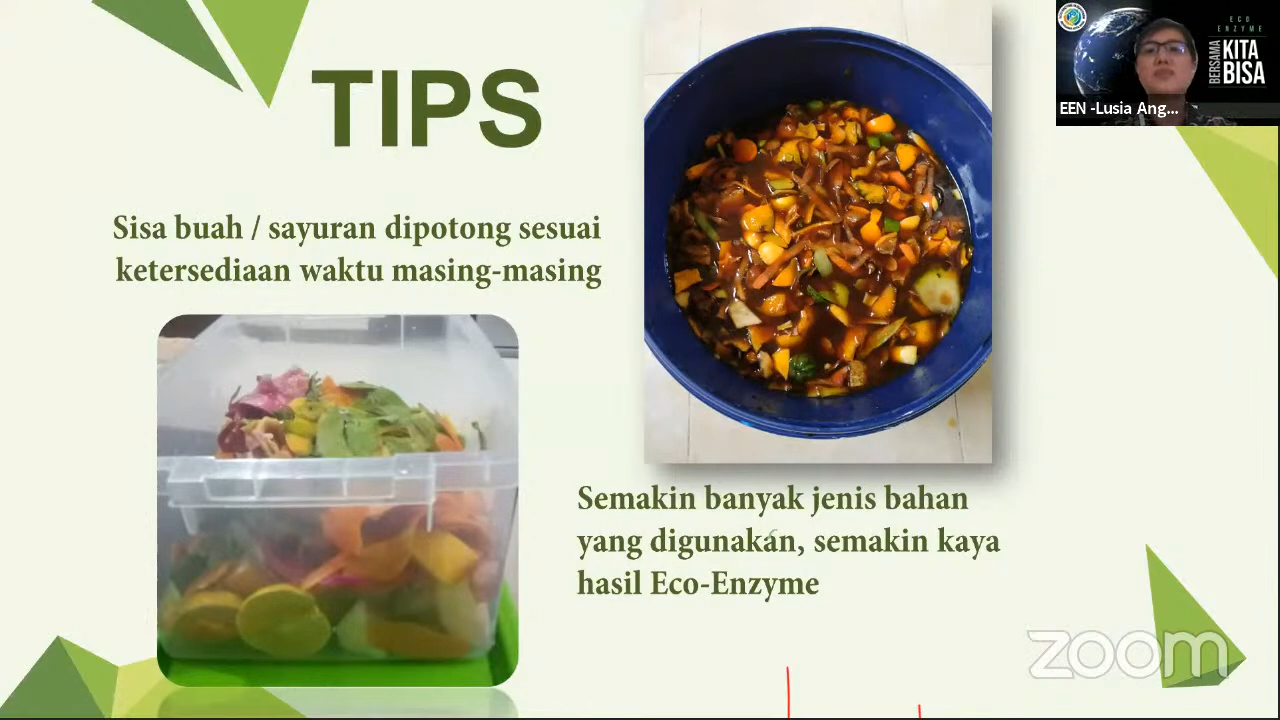 TIPS
Sisa buah / sayuran dipotong sesuai
ketersediaan waktu masing-masing
Semakin banyak jenis bahan
yang digunakan, semakin kaya
hasil Eco-Enzyme
ECO
ENZYME
BERSAMA
KITA
BISA
EEN -Lusia Ang...
zoom